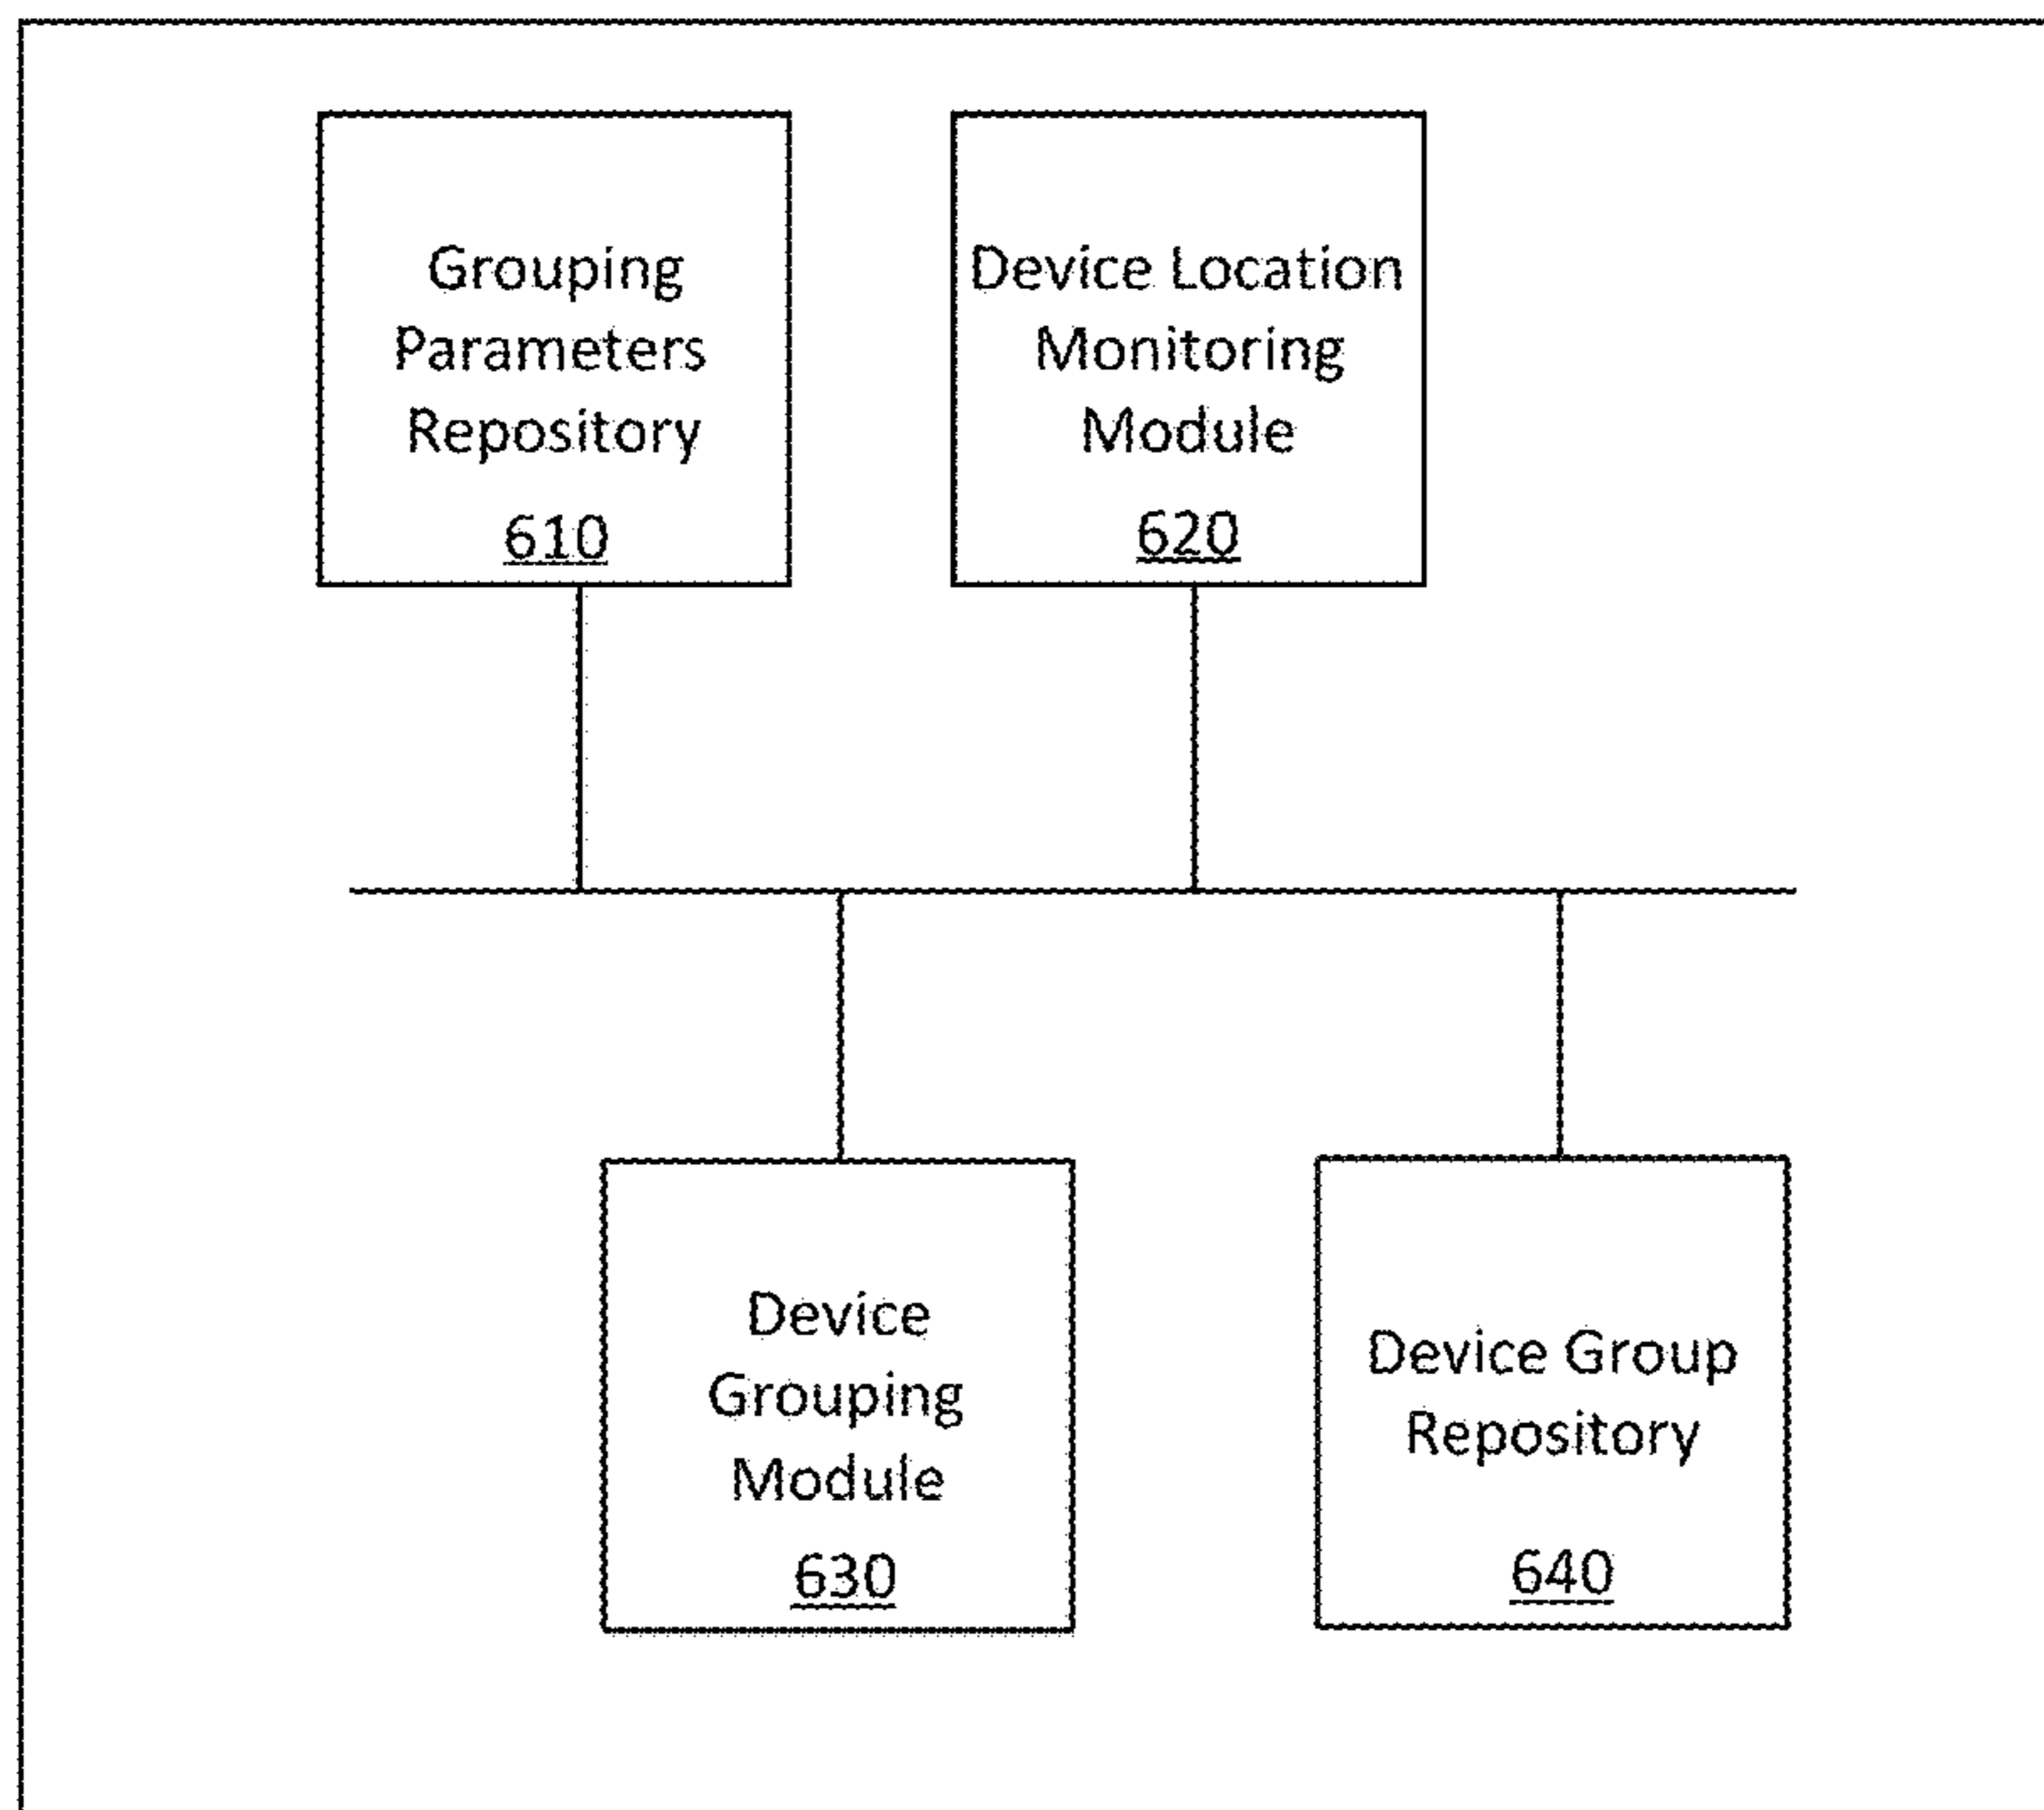 Grouping
Parameters
Repository
610
Device Location
Monitoring
Module
620
Device
Grouping
Module
630
Device Group
Repository
640